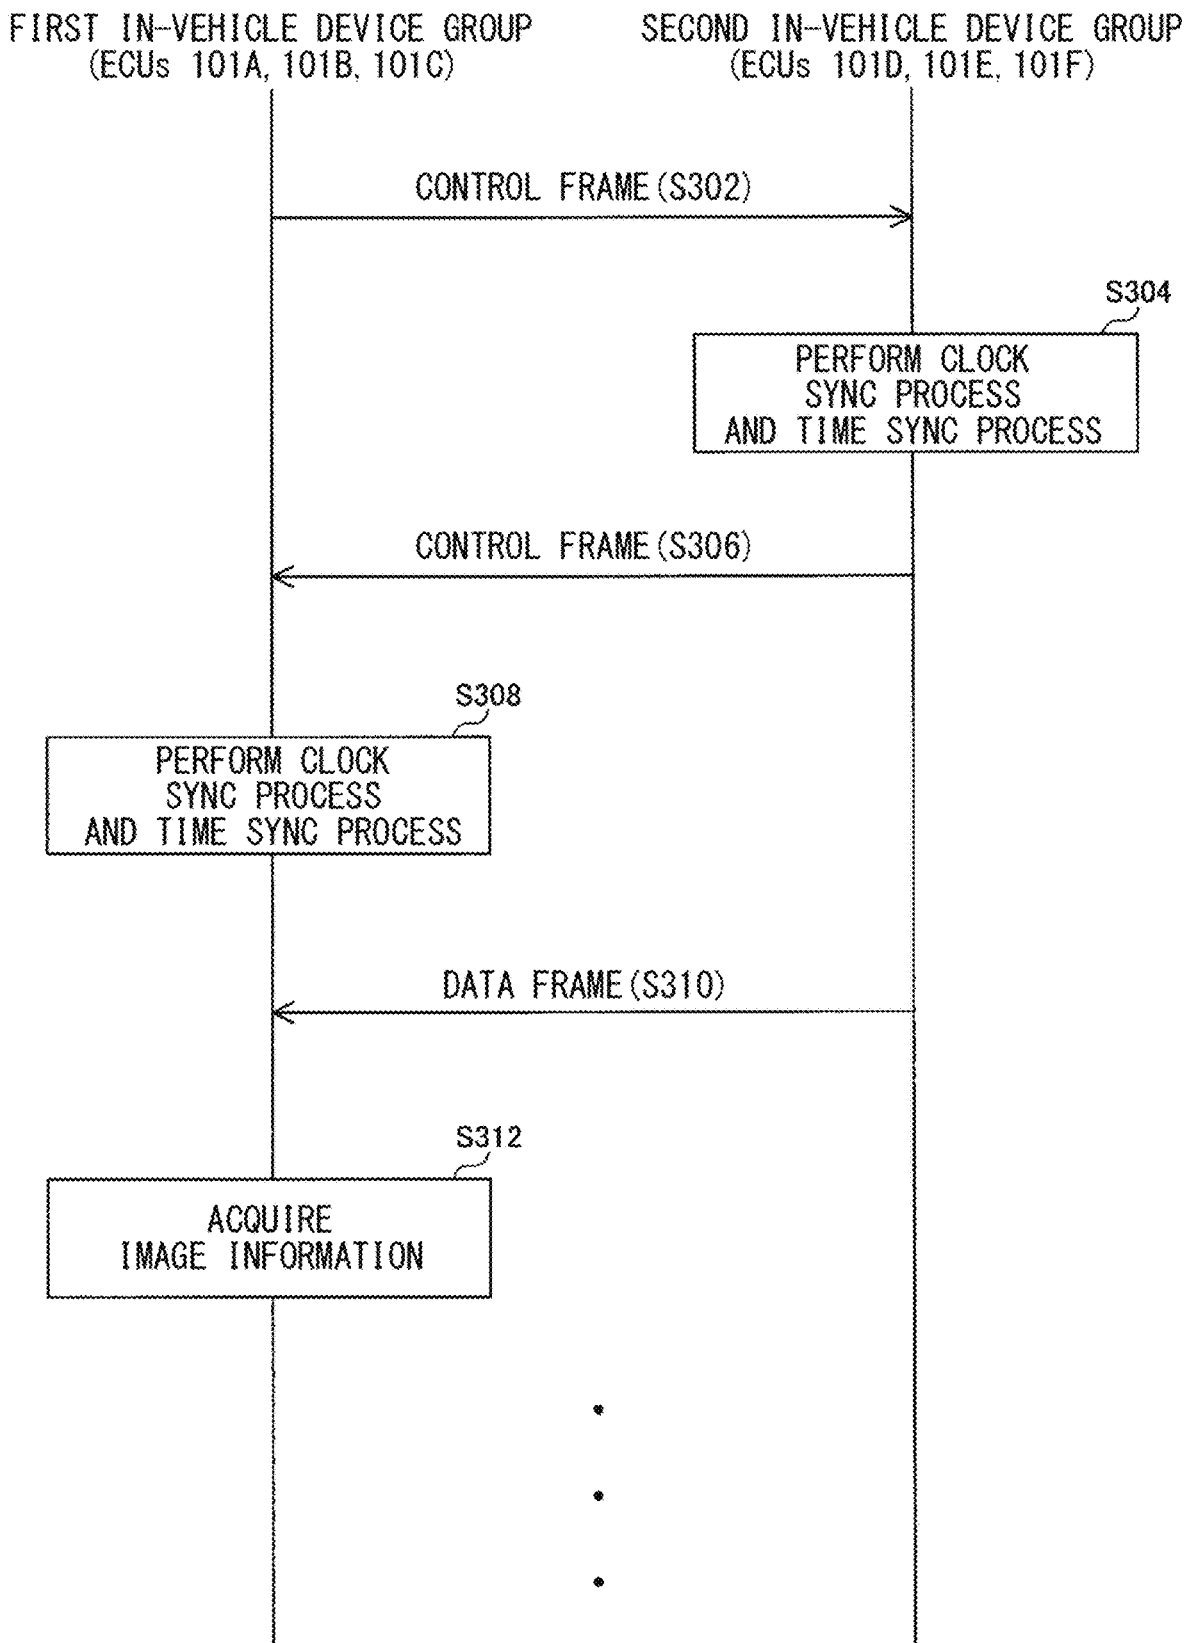 FIRST IN-VEHICLE DEVICE GROUP
(ECUs 101A, 101B, 101C)
SECOND IN-VEHICLE DEVICE GROUP
(ECUs 101D, 101E, 101F)
CONTROL FRAME(S302)
S304
PERFORM CLOCK
SYNC PROCESS
AND TIME SYNC PROCESS
CONTROL FRAME(S306)
S308
PERFORM CLOCK
SYNC PROCESS
AND TIME SYNC PROCESS
DATA FRAME(S310)
S312
ACQUIRE
IMAGE INFORMATION